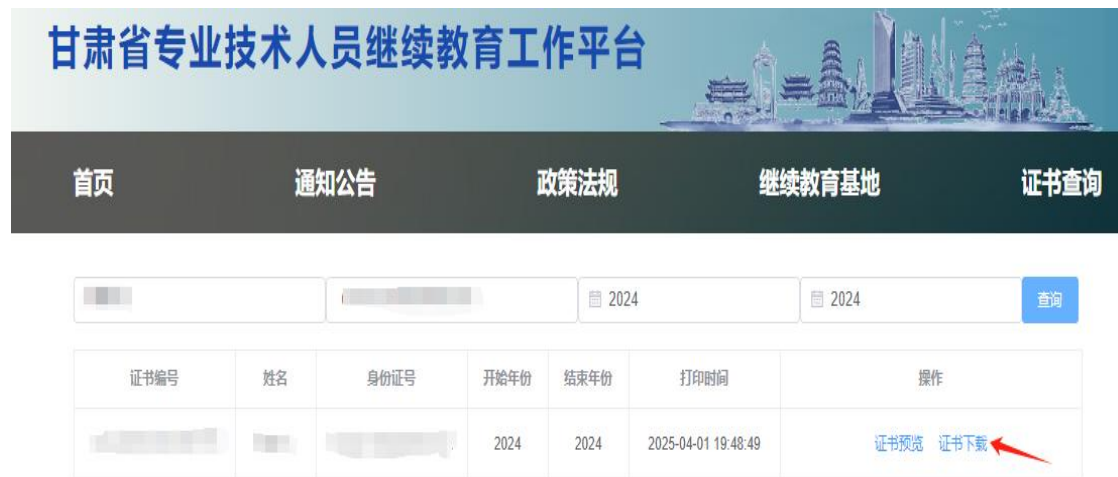 甘肃省专业技术人员继续教育工作平台
首页 通知公告 政策法规 继续教育基地 证书查询
2024 2024 查询
证书编号 姓名 身份证号 开始年份 结束年份 打印时间 操作
2024 2024 2025-04-01 19:48:49 证书预览 证书下载